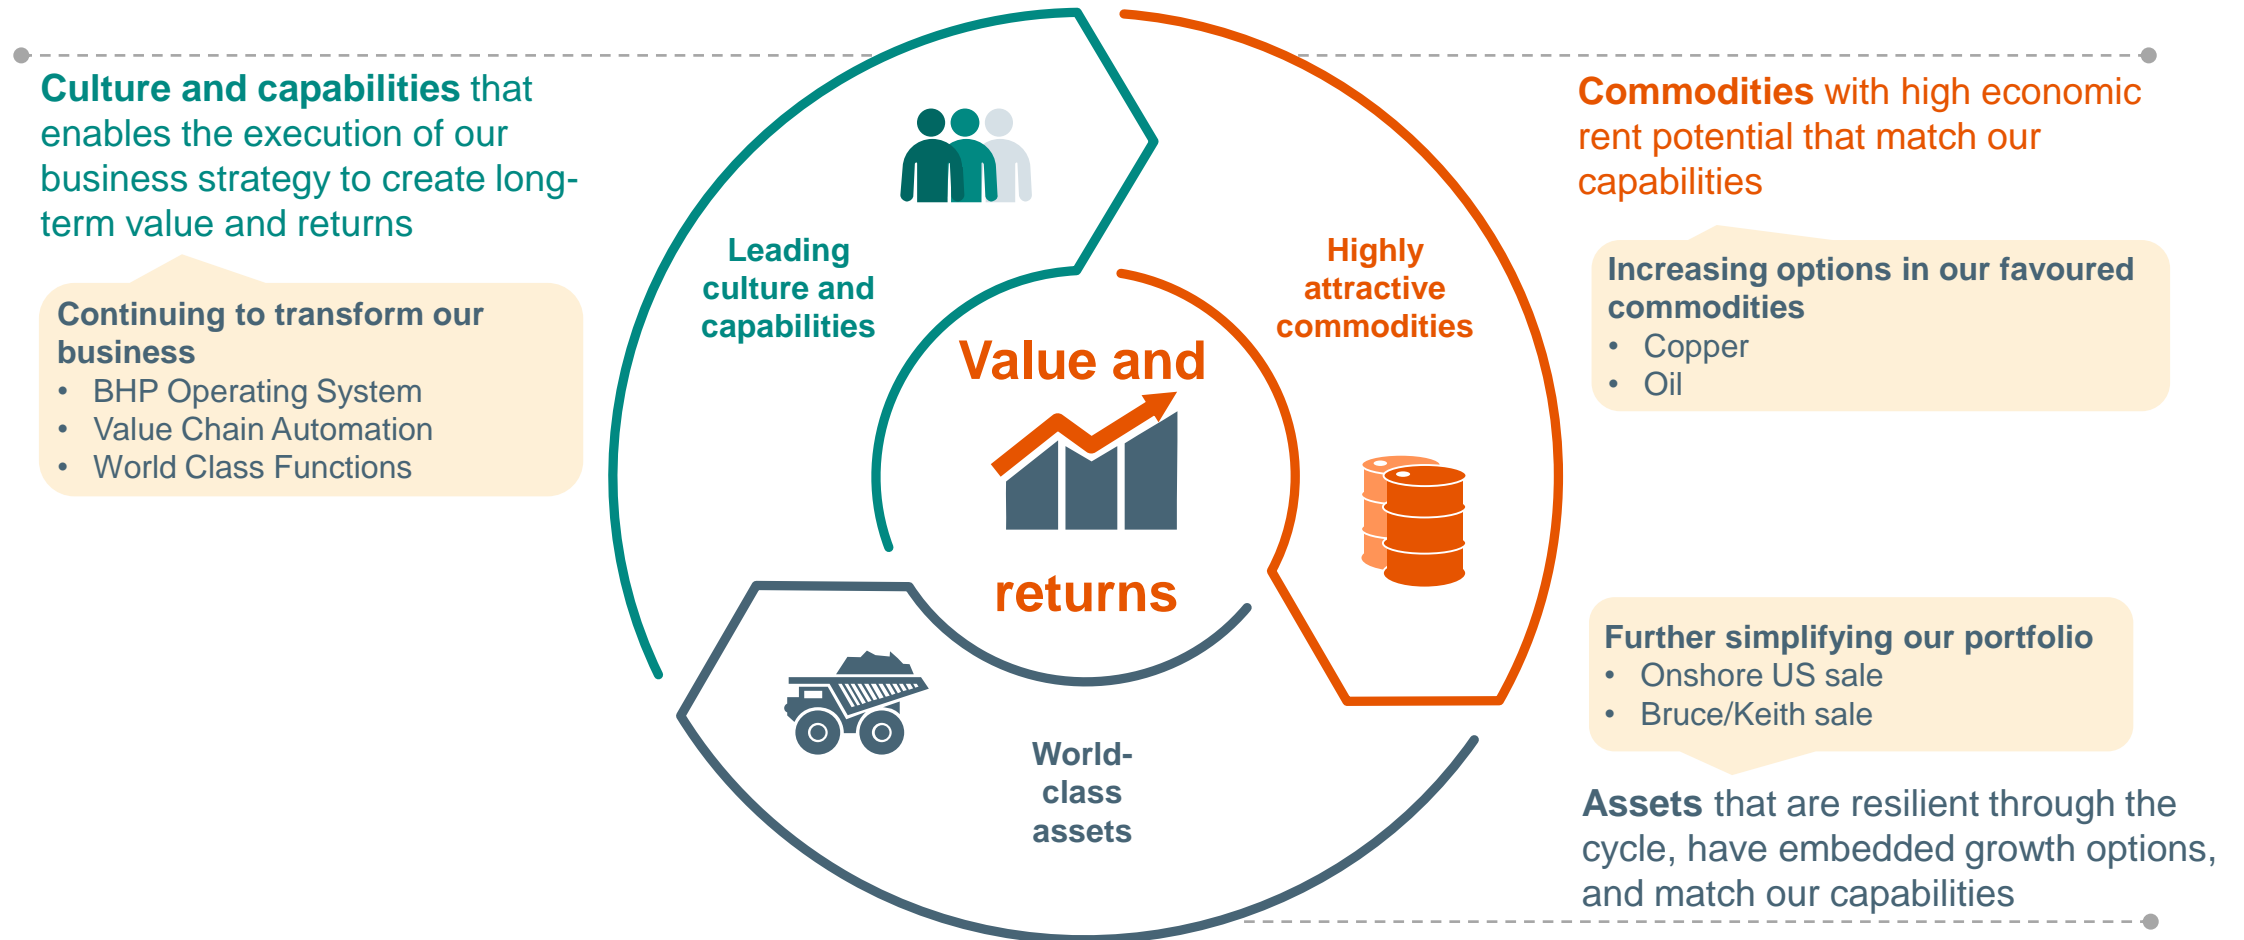 Culture and capabilities that
enables the execution of our
business strategy to create long-
term value and returns
Continuing to transform our
business
• BHP Operating System
• Value Chain Automation
• World Class Functions
Leading
culture and
capabilities
Value and
returns
Highly
attractive
commodities
World-
class
assets
Commodities with high economic
rent potential that match our
capabilities
Increasing options in our favoured
commodities
• Copper
• Oil
Further simplifying our portfolio
• Onshore US sale
• Bruce/Keith sale
Assets that are resilient through the
cycle, have embedded growth options,
and match our capabilities